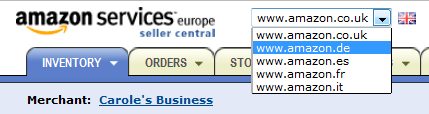 amazon services europe
seller central
www.amazon.co.uk
www.amazon.co.uk
www.amazon.de
www.amazon.es
www.amazon.fr
www.amazon.it
INVENTORY ORDERS STO
Merchant: Carole's Business